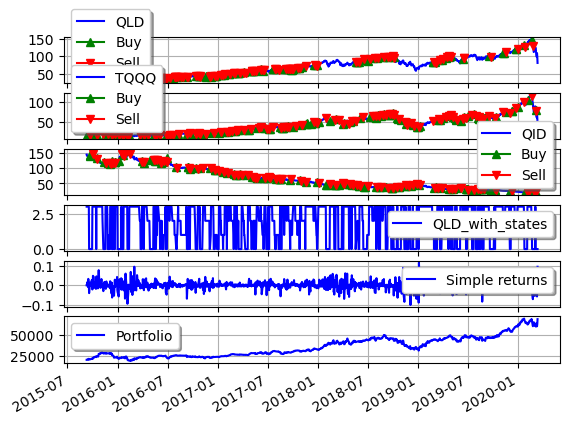 QLD
Buy
Sell
150
100
50
TQQQ
Buy
Sell
100
50
QID
Buy
Sell
150
100
50
QLD_with_states
2.5
0.0
Simple returns
0.1
0.0
−0.1
Portfolio
50000
25000
2015-07
2016-01
2016-07
2017-01
2017-07
2018-01
2018-07
2019-01
2019-07
2020-01